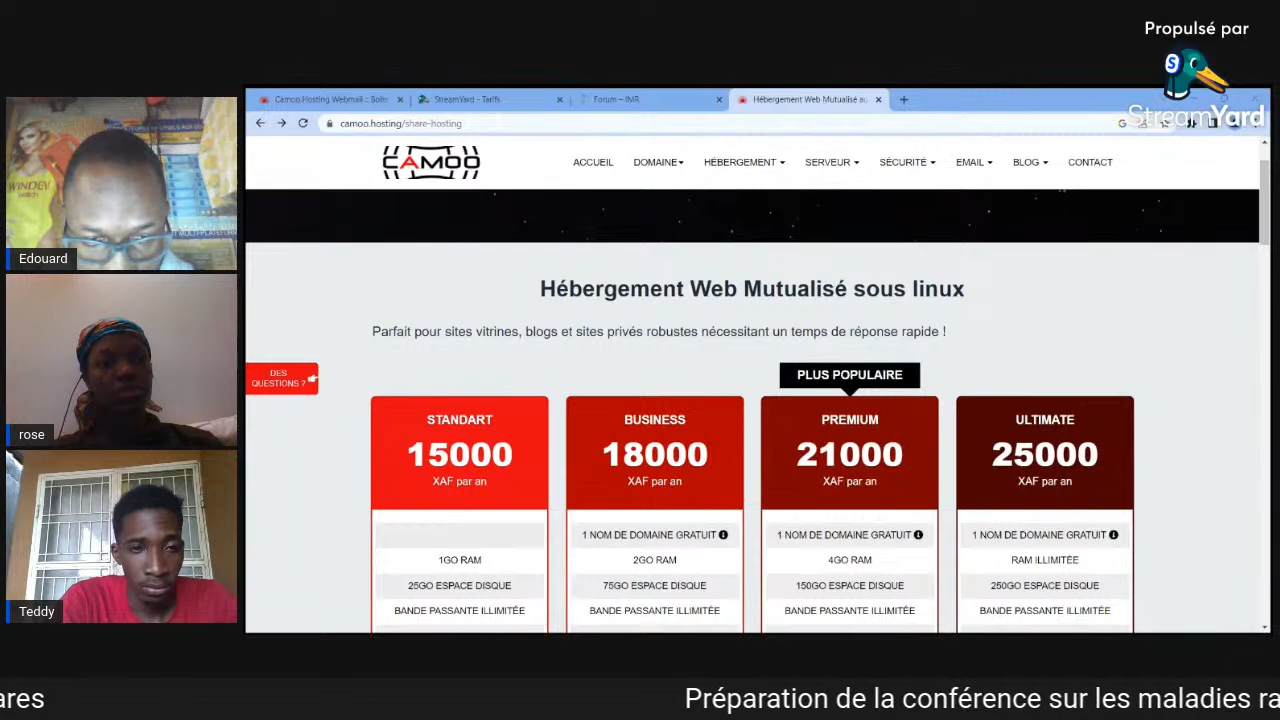 Propulsé par
StreamYard
Camoo.Hosting Webmail :: Boîte
StreamYard - Tarifs
Forum – IMR
Hébergement Web Mutualisé au
camoo.hosting/share-hosting
CAMOO
ACCUEIL
DOMAINE
HÉBERGEMENT
SERVEUR
SÉCURITÉ
EMAIL
BLOG
CONTACT
WINDEV
Edouard
rose
Teddy
Hébergement Web Mutualisé sous linux
Parfait pour sites vitrines, blogs et sites privés robustes nécessitant un temps de réponse rapide !
DES
QUESTIONS ?
PLUS POPULAIRE
STANDART
15000
XAF par an
1GO RAM
25GO ESPACE DISQUE
BANDE PASSANTE ILLIMITÉE
BUSINESS
18000
XAF par an
1 NOM DE DOMAINE GRATUIT
2GO RAM
75GO ESPACE DISQUE
BANDE PASSANTE ILLIMITÉE
PREMIUM
21000
XAF par an
1 NOM DE DOMAINE GRATUIT
4GO RAM
150GO ESPACE DISQUE
BANDE PASSANTE ILLIMITÉE
ULTIMATE
25000
XAF par an
1 NOM DE DOMAINE GRATUIT
RAM ILLIMITÉE
250GO ESPACE DISQUE
BANDE PASSANTE ILLIMITÉE
ares
Préparation de la conférence sur les maladies ra